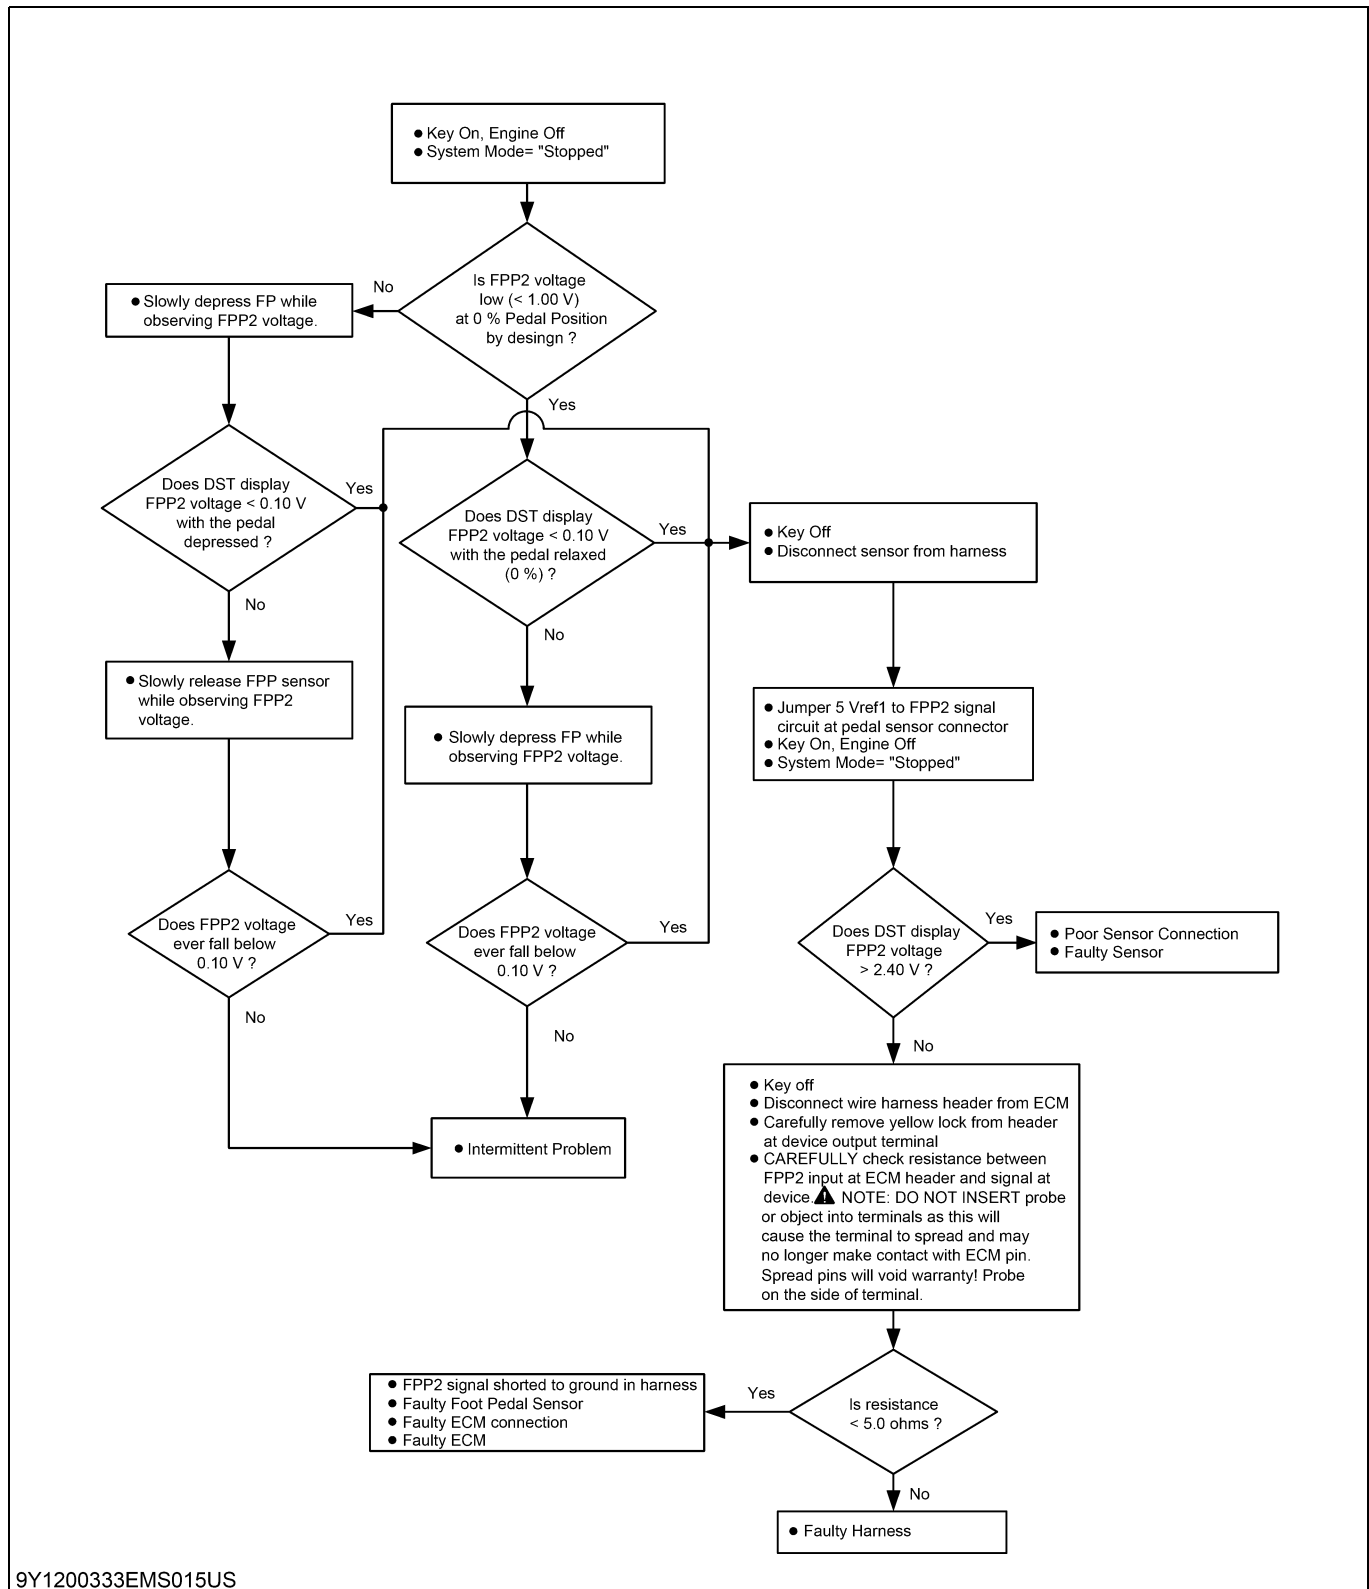 ● Key On, Engine Off
● System Mode= "Stopped"
Is FPP2 voltage
low (< 1.00 V)
at 0 % Pedal Position
by desingn ?
No
Yes
● Slowly depress FP while
observing FPP2 voltage.
Does DST display
FPP2 voltage < 0.10 V
with the pedal
depressed ?
Yes
No
● Slowly release FPP sensor
while observing FPP2
voltage.
Does FPP2 voltage
ever fall below
0.10 V ?
Yes
No
Does DST display
FPP2 voltage < 0.10 V
with the pedal relaxed
(0 %) ?
Yes
No
● Slowly depress FP while
observing FPP2 voltage.
Does FPP2 voltage
ever fall below
0.10 V ?
Yes
No
● Intermittent Problem
● Key Off
● Disconnect sensor from harness
● Jumper 5 Vref1 to FPP2 signal
circuit at pedal sensor connector
● Key On, Engine Off
● System Mode= "Stopped"
Does DST display
FPP2 voltage
> 2.40 V ?
Yes
No
● Poor Sensor Connection
● Faulty Sensor
● Key off
● Disconnect wire harness header from ECM
● Carefully remove yellow lock from header
at device output terminal
● CAREFULLY check resistance between
FPP2 input at ECM header and signal at
device. NOTE: DO NOT INSERT probe
or object into terminals as this will
cause the terminal to spread and may
no longer make contact with ECM pin.
Spread pins will void warranty! Probe
on the side of terminal.
Is resistance
< 5.0 ohms ?
Yes
No
● FPP2 signal shorted to ground in harness
● Faulty Foot Pedal Sensor
● Faulty ECM connection
● Faulty ECM
● Faulty Harness
9Y1200333EMS015US